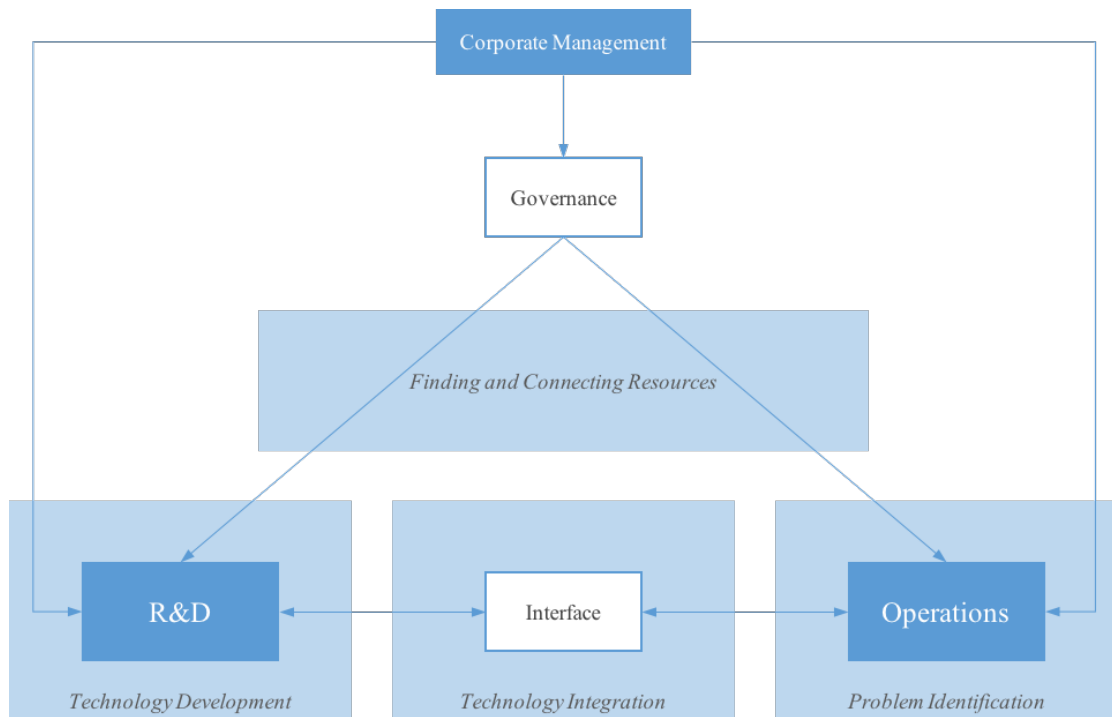 Corporate Management
Governance
Finding and Connecting Resources
R&D
Interface
Operations
Technology Development
Technology Integration
Problem Identification